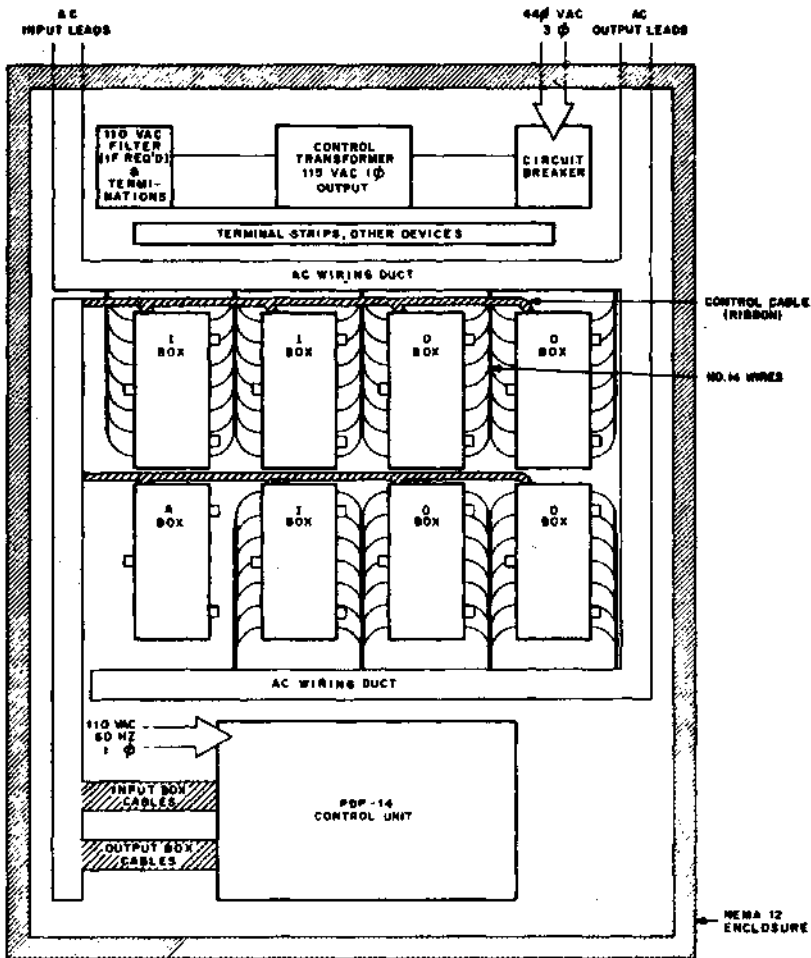 AC
INPUT LEADS
440 VAC
3 ϕ
AC
OUTPUT LEADS
110 VAC
FILTER
(IF REQ'D)
&
TERMI-
NATIONS
CONTROL
TRANSFORMER
115 VAC 1ϕ
OUTPUT
CIRCUIT
BREAKER
TERMINAL STRIPS, OTHER DEVICES
AC WIRING DUCT
CONTROL CABLE
(RIBBON)
I
BOX
I
BOX
O
BOX
O
BOX
NO.14 WIRES
A
BOX
I
BOX
O
BOX
O
BOX
AC WIRING DUCT
110 VAC
60 HZ
1 ϕ
INPUT BOX
CABLES
OUTPUT BOX
CABLES
PDP-14
CONTROL UNIT
NEMA 12
ENCLOSURE